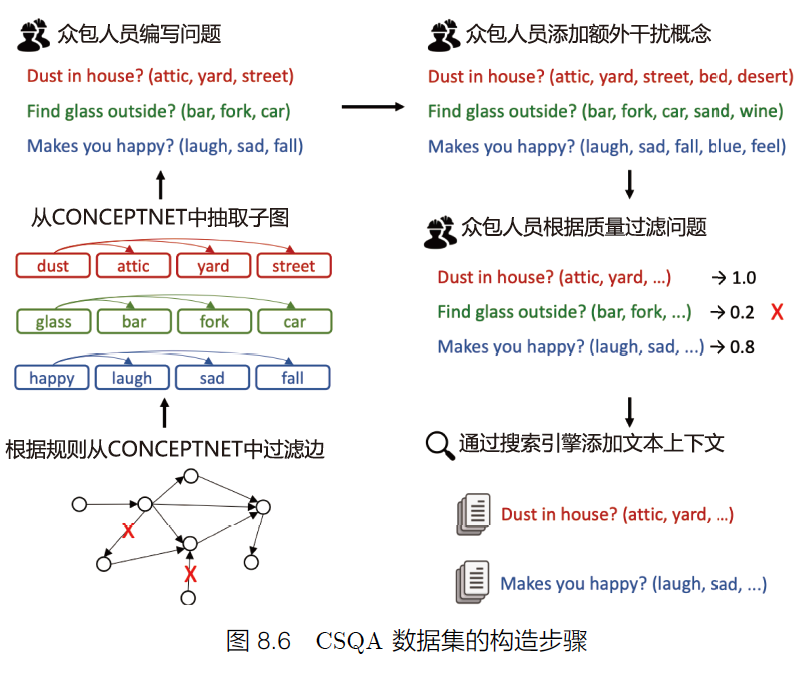 众包人员编写问题
Dust in house? (attic, yard, street)
Find glass outside? (bar, fork, car)
Makes you happy? (laugh, sad, fall)
从CONCEPTNET中抽取子图
dust attic yard street
glass bar fork car
happy laugh sad fall
根据规则从CONCEPTNET中过滤边
X
X
众包人员添加额外干扰概念
Dust in house? (attic, yard, street, bed, desert)
Find glass outside? (bar, fork, car, sand, wine)
Makes you happy? (laugh, sad, fall, blue, feel)
众包人员根据质量过滤问题
Dust in house? (attic, yard, ...) → 1.0
Find glass outside? (bar, fork, ...) → 0.2 X
Makes you happy? (laugh, sad, ...) → 0.8
通过搜索引擎添加文本上下文
Dust in house? (attic, yard, ...)
Makes you happy? (laugh, sad, ...)
图 8.6 CSQA 数据集的构造步骤